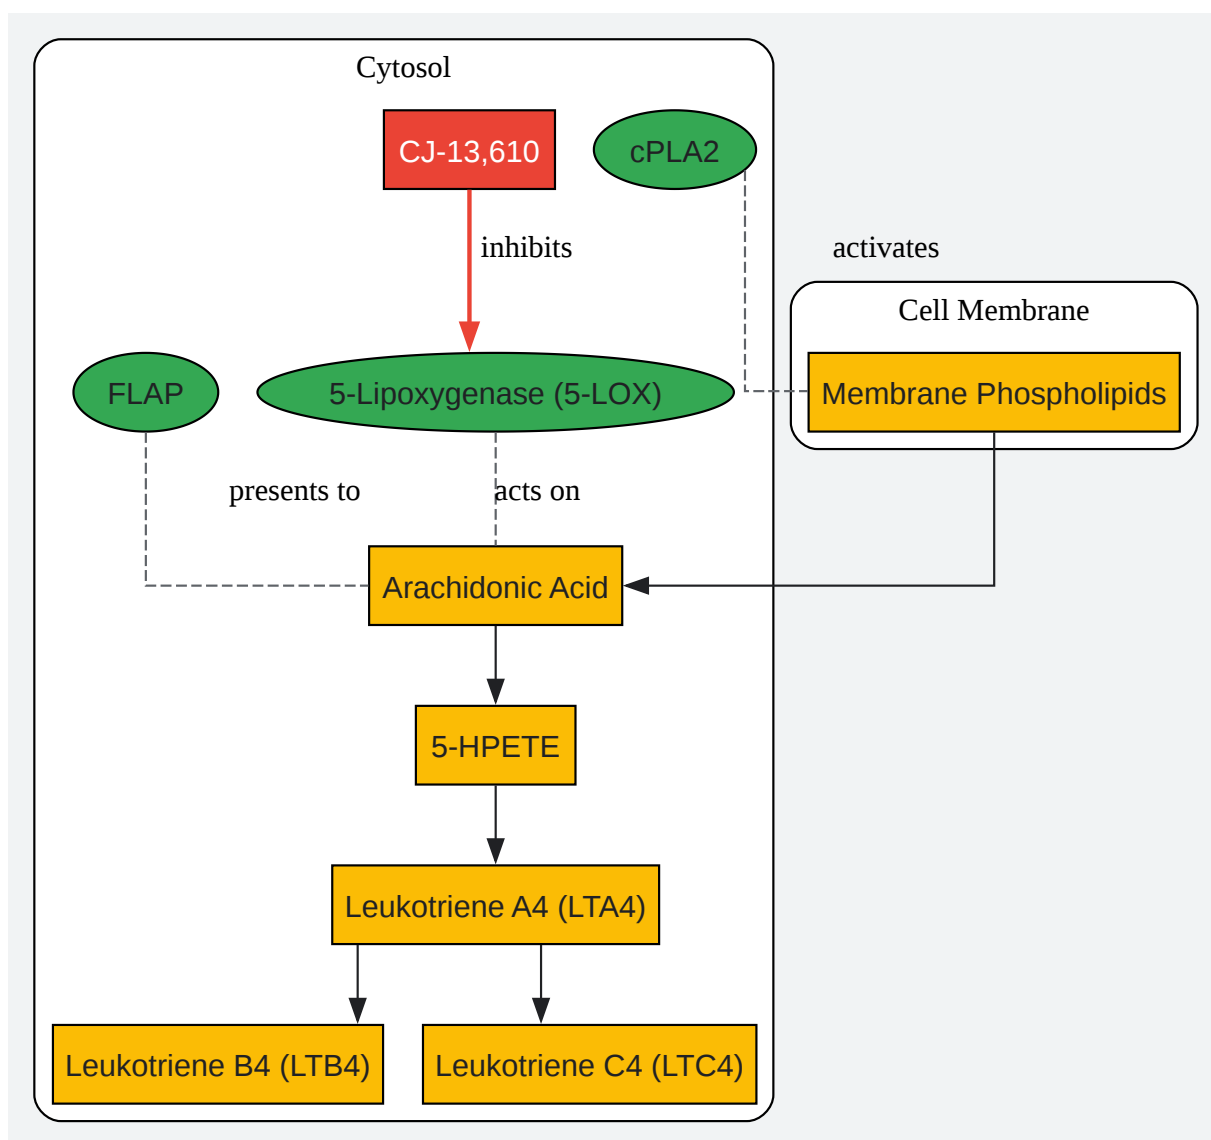 Cytosol
CJ-13,610
cPLA2
inhibits
activates
Cell Membrane
FLAP
5-Lipoxygenase (5-LOX)
Membrane Phospholipids
presents to
acts on
Arachidonic Acid
5-HPETE
Leukotriene A4 (LTA4)
Leukotriene B4 (LTB4)
Leukotriene C4 (LTC4)